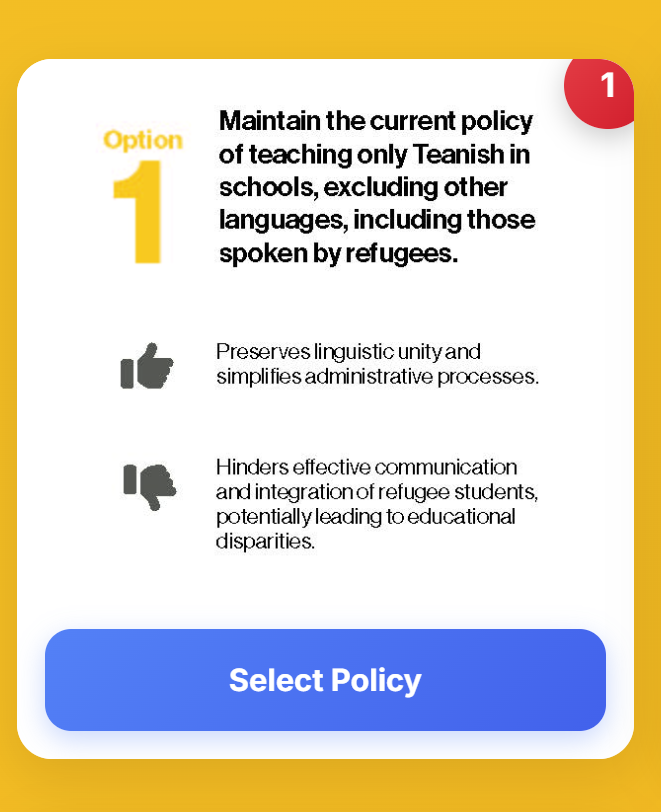 1
Option
1
Maintain the current policy
of teaching only Teanish in
schools, excluding other
languages, including those
spoken by refugees.
Preserves linguistic unity and
simplifies administrative processes.
Hinders effective communication
and integration of refugee students,
potentially leading to educational
disparities.
Select Policy